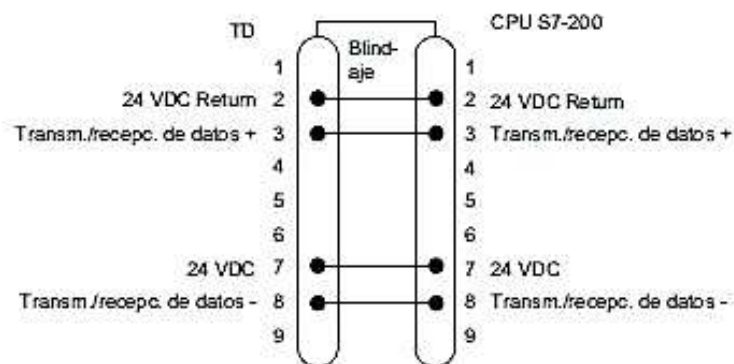 TD
CPU S7-200
Blind-
aje
1
1
24 VDC Return 2
2 24 VDC Return
Transm./recepc. de datos + 3
3 Transm./recepc. de datos +
4
4
5
5
6
6
24 VDC 7
7 24 VDC
Transm./recepc. de datos - 8
8 Transm./recepc. de datos -
9
9